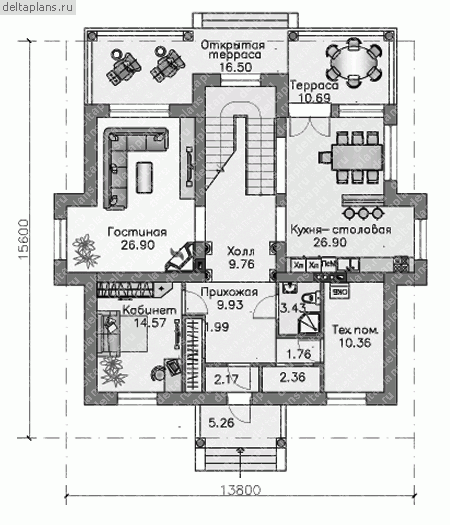 deltaplans.ru
Открытая
терраса
16.50
Терраса
10.69
Гостиная
26.90
Холл
9.76
Кухня-столовая
26.90
Хл Хл ПсМ
Кабинет
14.57
Прихожая
9.93
1.99
3.43
Тех.пом.
10.36
1.76
2.17
2.36
5.26
15600
13800